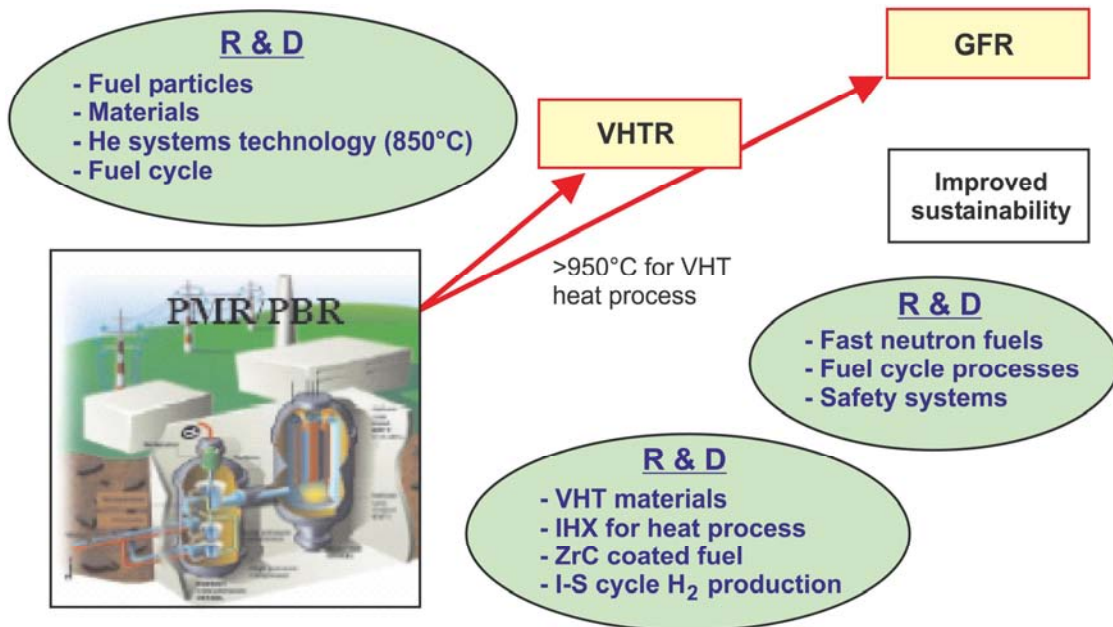 R & D
- Fuel particles
- Materials
- He systems technology (850°C)
- Fuel cycle
GFR
VHTR
Improved
sustainability
>950°C for VHT
heat process
PMR/PBR
R & D
- Fast neutron fuels
- Fuel cycle processes
- Safety systems
R & D
- VHT materials
- IHX for heat process
- ZrC coated fuel
- I-S cycle H₂ production